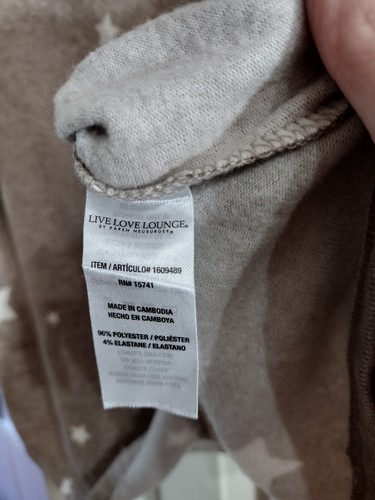 LIVE LOVE LOUNGE®
BY KAREN NEUBURGER®
ITEM / ARTÍCULO# 1609489
RN# 15741
MADE IN CAMBODIA
HECHO EN CAMBOYA
96% POLYESTER / POLIÉSTER
4% ELASTANE / ELASTANO